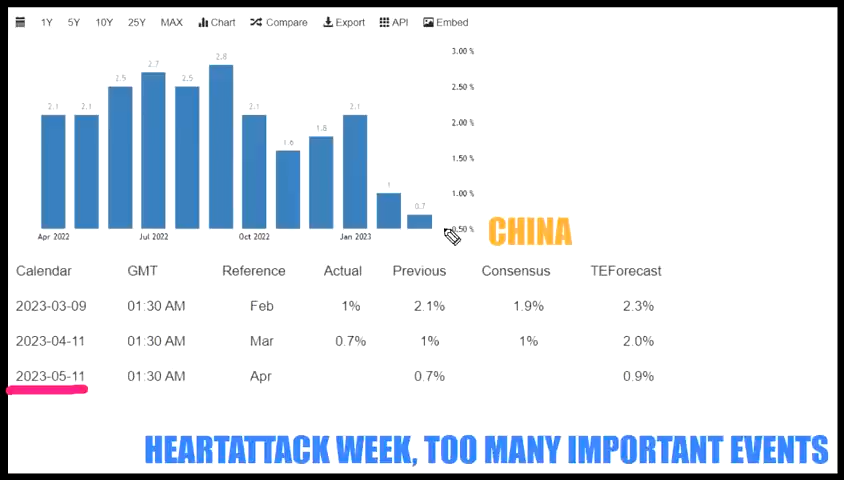 1Y 5Y 10Y 25Y MAX Chart Compare Export API Embed
3.00 %
2.8
2.7
2.5 2.5
2.50 %
2.1 2.1 2.1 2.1
2.00 %
1.8
1.6
1.50 %
1
1.00 %
0.7
0.50 %
Apr 2022 Jul 2022 Oct 2022 Jan 2023
CHINA
Calendar GMT Reference Actual Previous Consensus TEForecast
2023-03-09 01:30 AM Feb 1% 2.1% 1.9% 2.3%
2023-04-11 01:30 AM Mar 0.7% 1% 1% 2.0%
2023-05-11 01:30 AM Apr 0.7% 0.9%
HEARTATTACK WEEK, TOO MANY IMPORTANT EVENTS